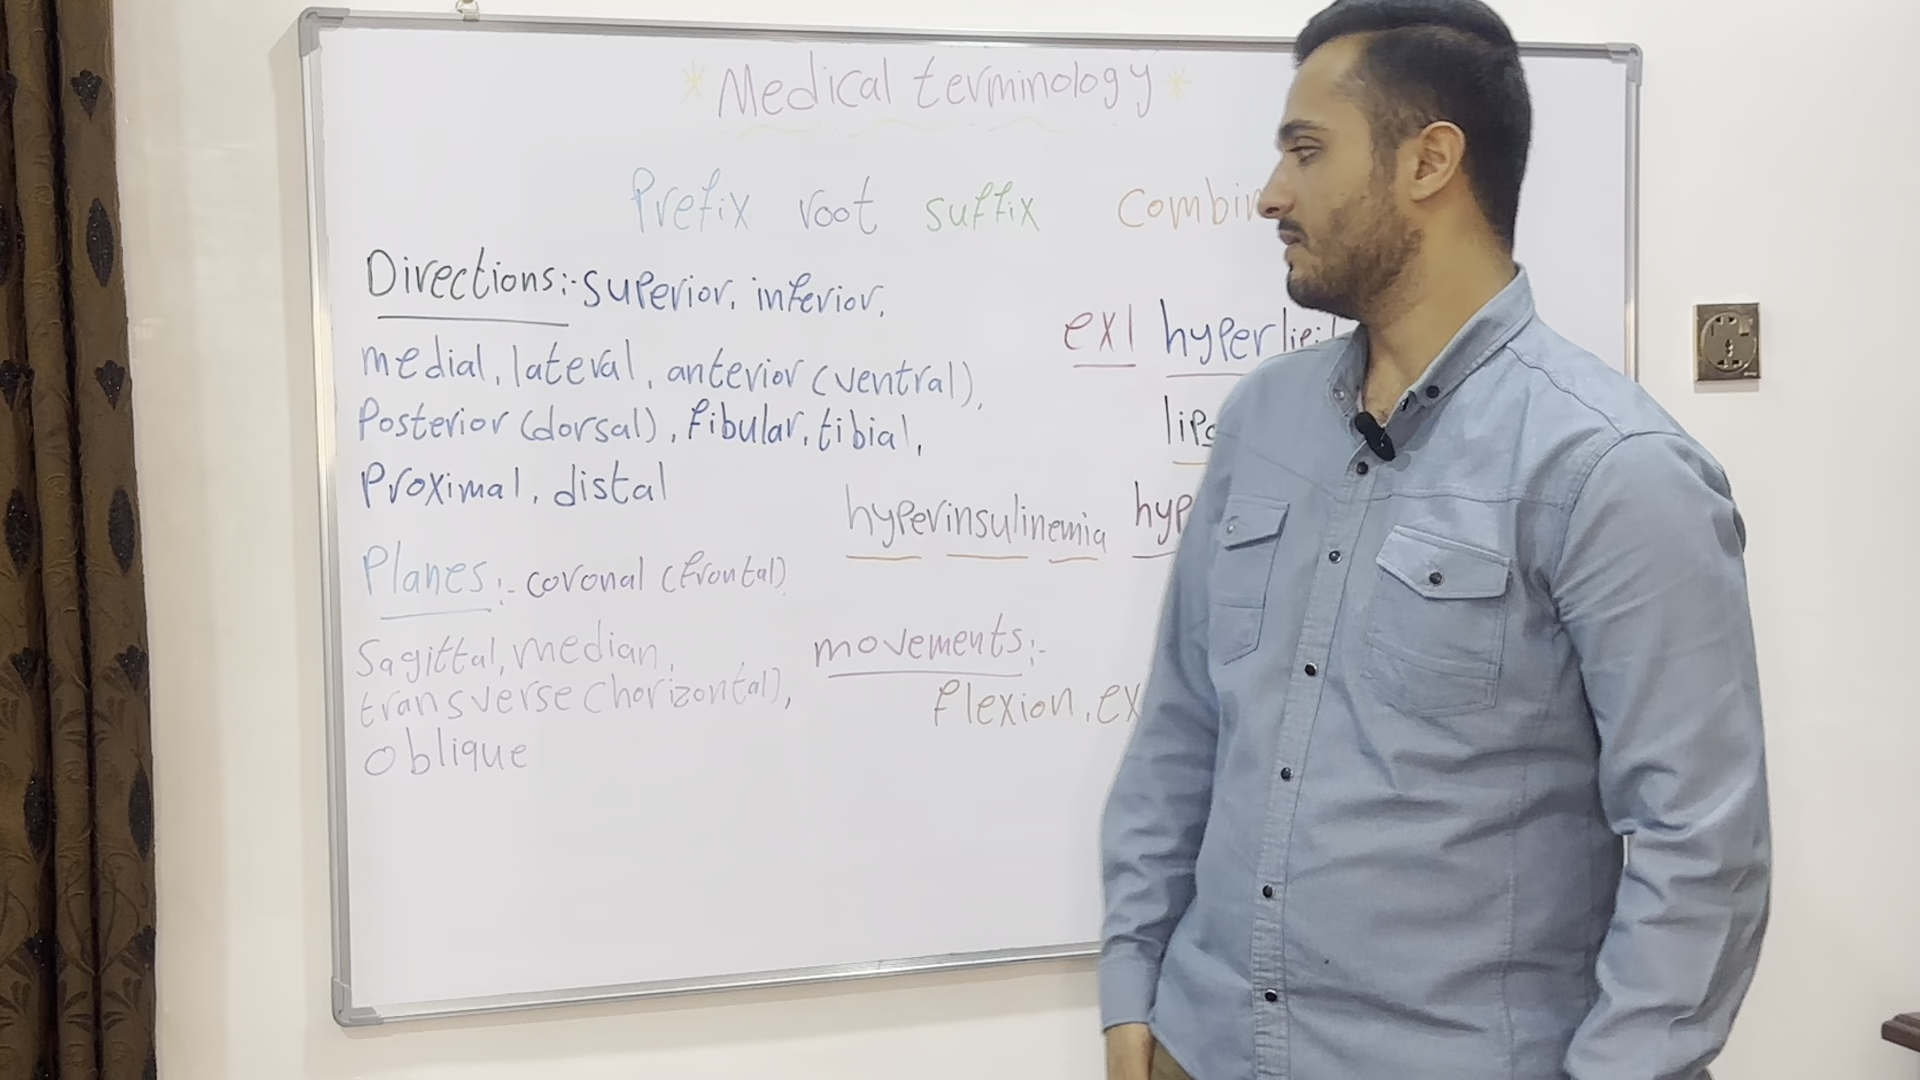 * Medical terminology *
Prefix root suffix
Directions:- superior, inferior,
medial, lateral, anterior (ventral),
Posterior (dorsal), fibular, tibial,
Proximal, distal
ex1
hyperinsulinemia
Planes:- coronal (frontal)
Sagittal, median,
transverse (horizontal),
oblique
movements:-
flexion,